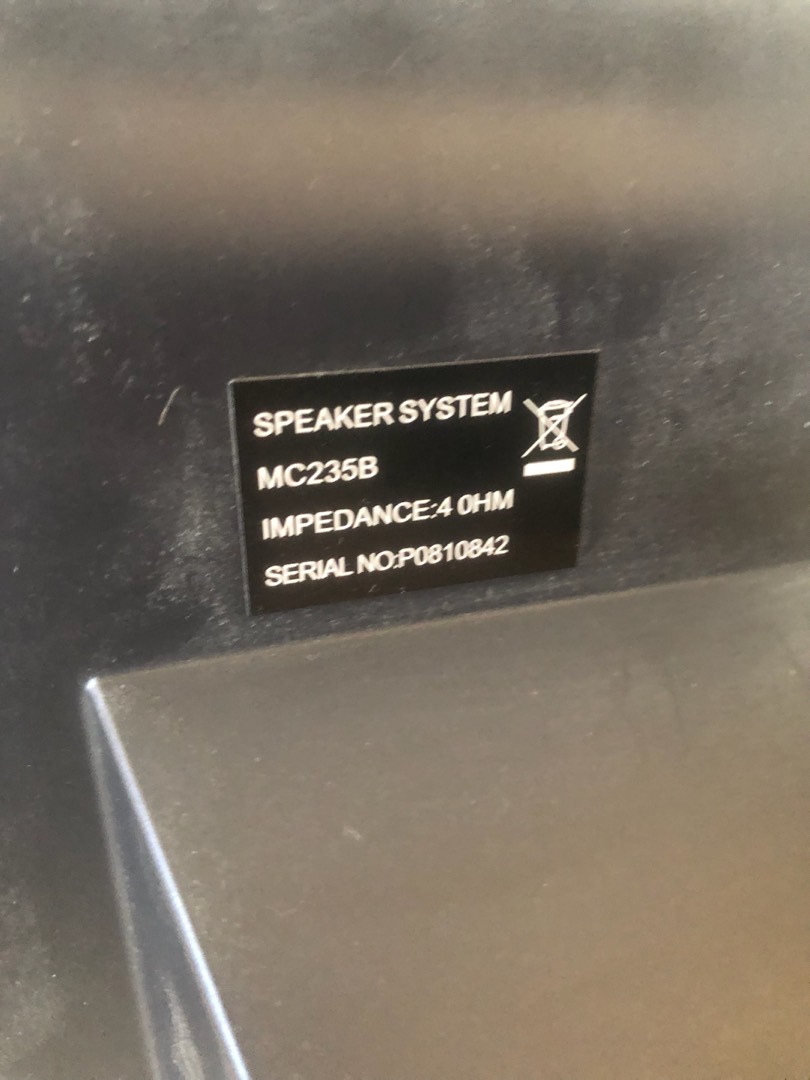 SPEAKER SYSTEM
MC235B
IMPEDANCE:4 0HM
SERIAL NO:P0810842